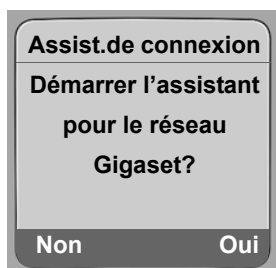 Assist.de connexion
Démarrer l’assistant
pour le réseau
Gigaset?
Non Oui